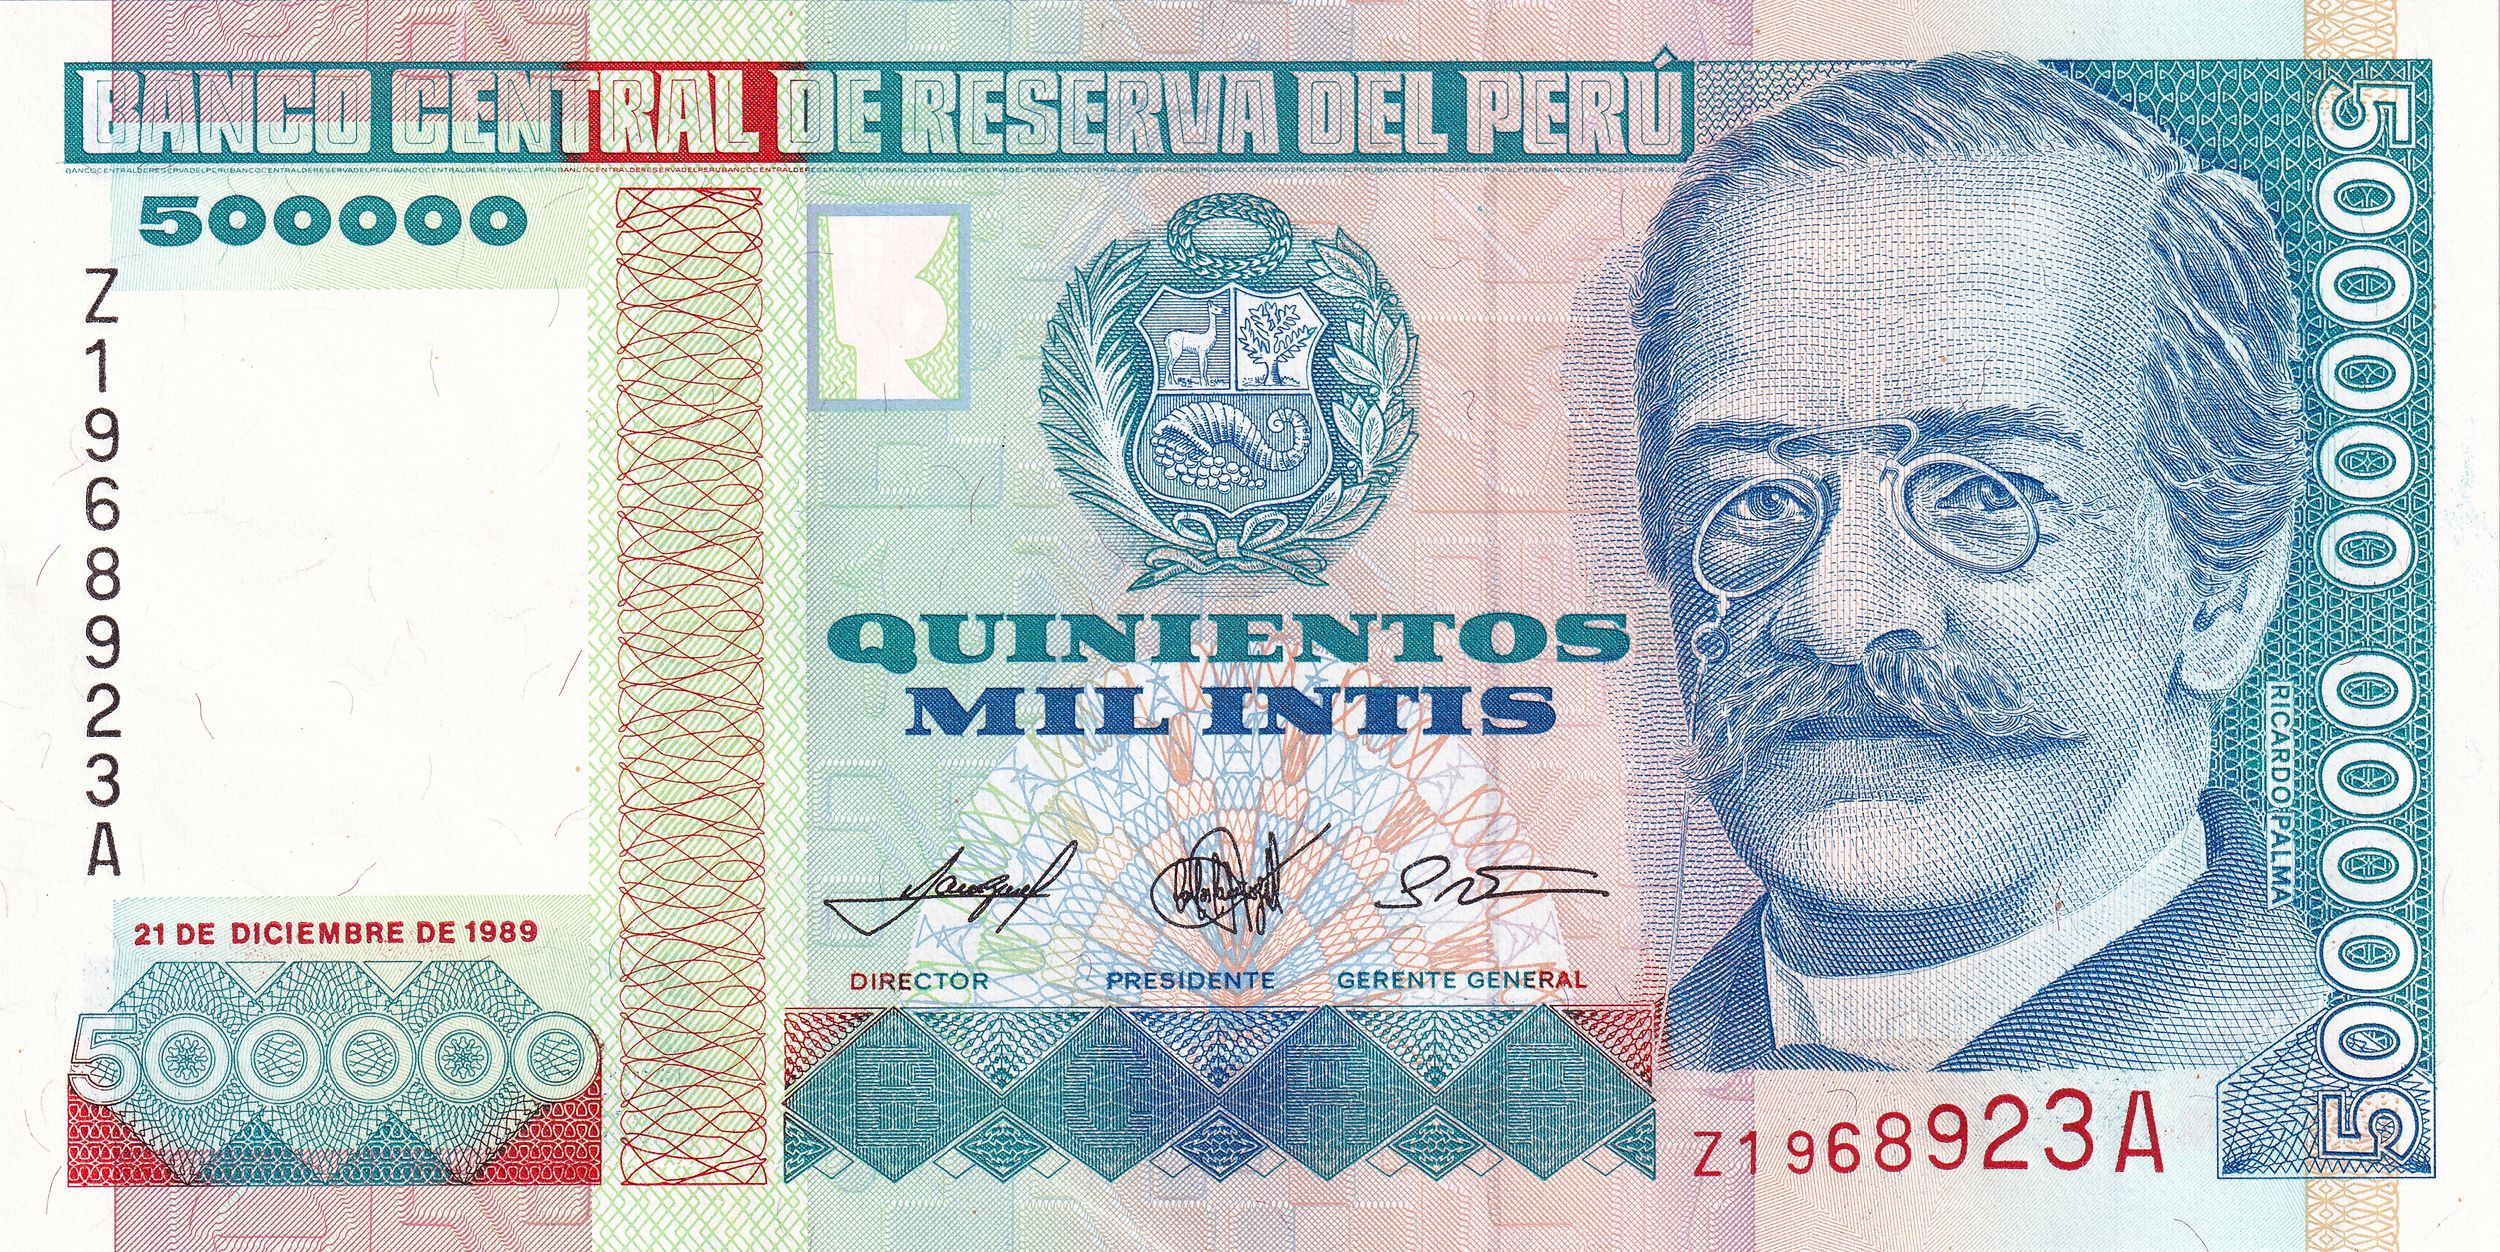 BANCO CENTRAL DE RESERVA DEL PERÚ
500000
Z1968923A
QUINIENTOS
MIL INTIS
RICARDO PALMA
500000
500000
21 DE DICIEMBRE DE 1989
DIRECTOR
PRESIDENTE
GERENTE GENERAL
500000
BCRP
Z1968923A